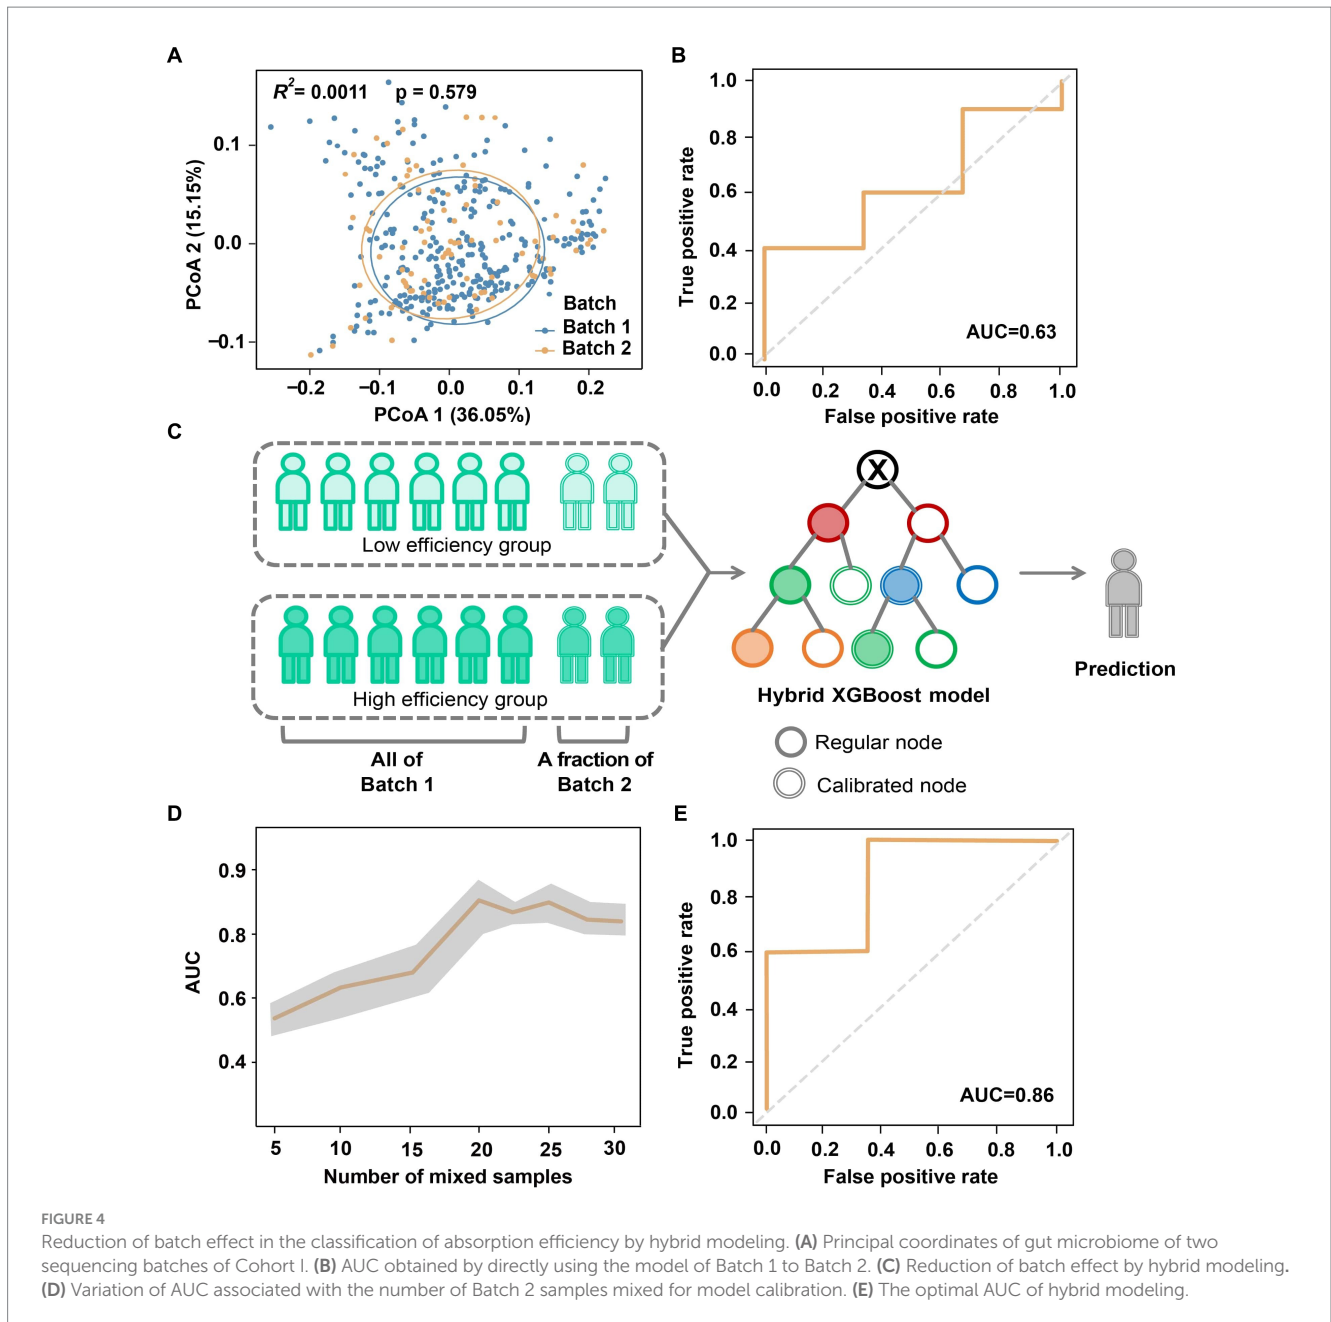 A
R²= 0.0011 p = 0.579
PCoA 2 (15.15%)
0.1
0.0
−0.1
Batch
Batch 1
Batch 2
−0.2 −0.1 0.0 0.1 0.2
PCoA 1 (36.05%)
B
True positive rate
1.0
0.8
0.6
0.4
0.2
0.0
AUC=0.63
0.0 0.2 0.4 0.6 0.8 1.0
False positive rate
C
Low efficiency group
High efficiency group
All of
Batch 1
A fraction of
Batch 2
X
Hybrid XGBoost model
Regular node
Calibrated node
Prediction
D
AUC
0.9
0.8
0.6
0.4
5 10 15 20 25 30
Number of mixed samples
E
True positive rate
1.0
0.8
0.6
0.4
0.2
0.0
AUC=0.86
0.0 0.2 0.4 0.6 0.8 1.0
False positive rate
FIGURE 4
Reduction of batch effect in the classification of absorption efficiency by hybrid modeling. (A) Principal coordinates of gut microbiome of two
sequencing batches of Cohort I. (B) AUC obtained by directly using the model of Batch 1 to Batch 2. (C) Reduction of batch effect by hybrid modeling.
(D) Variation of AUC associated with the number of Batch 2 samples mixed for model calibration. (E) The optimal AUC of hybrid modeling.